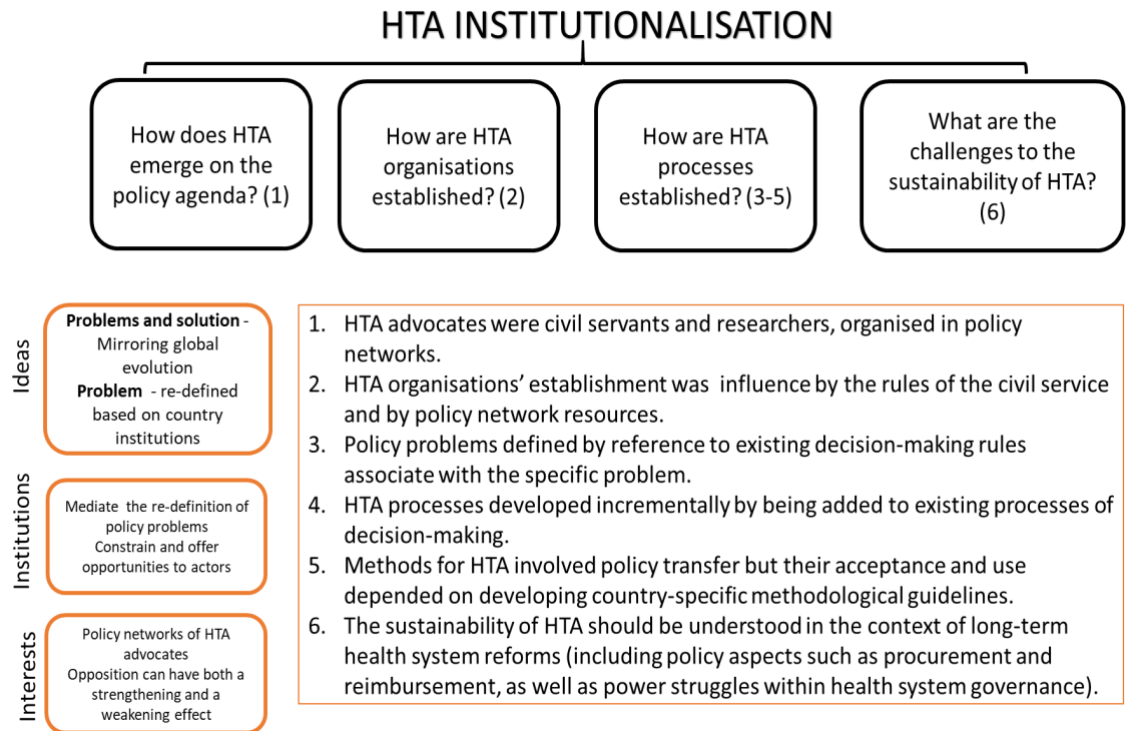 HTA INSTITUTIONALISATION
How does HTA
emerge on the
policy agenda? (1)
How are HTA
organisations
established? (2)
How are HTA
processes
established? (3-5)
What are the
challenges to the
sustainability of HTA?
(6)
Ideas
Problems and solution -
Mirroring global
evolution
Problem - re-defined
based on country
institutions
Institutions
Mediate the re-definition of
policy problems
Constrain and offer
opportunities to actors
Interests
Policy networks of HTA
advocates
Opposition can have both a
strengthening and a
weakening effect
1. HTA advocates were civil servants and researchers, organised in policy
networks.
2. HTA organisations’ establishment was influence by the rules of the civil service
and by policy network resources.
3. Policy problems defined by reference to existing decision-making rules
associate with the specific problem.
4. HTA processes developed incrementally by being added to existing processes of
decision-making.
5. Methods for HTA involved policy transfer but their acceptance and use
depended on developing country-specific methodological guidelines.
6. The sustainability of HTA should be understood in the context of long-term
health system reforms (including policy aspects such as procurement and
reimbursement, as well as power struggles within health system governance).